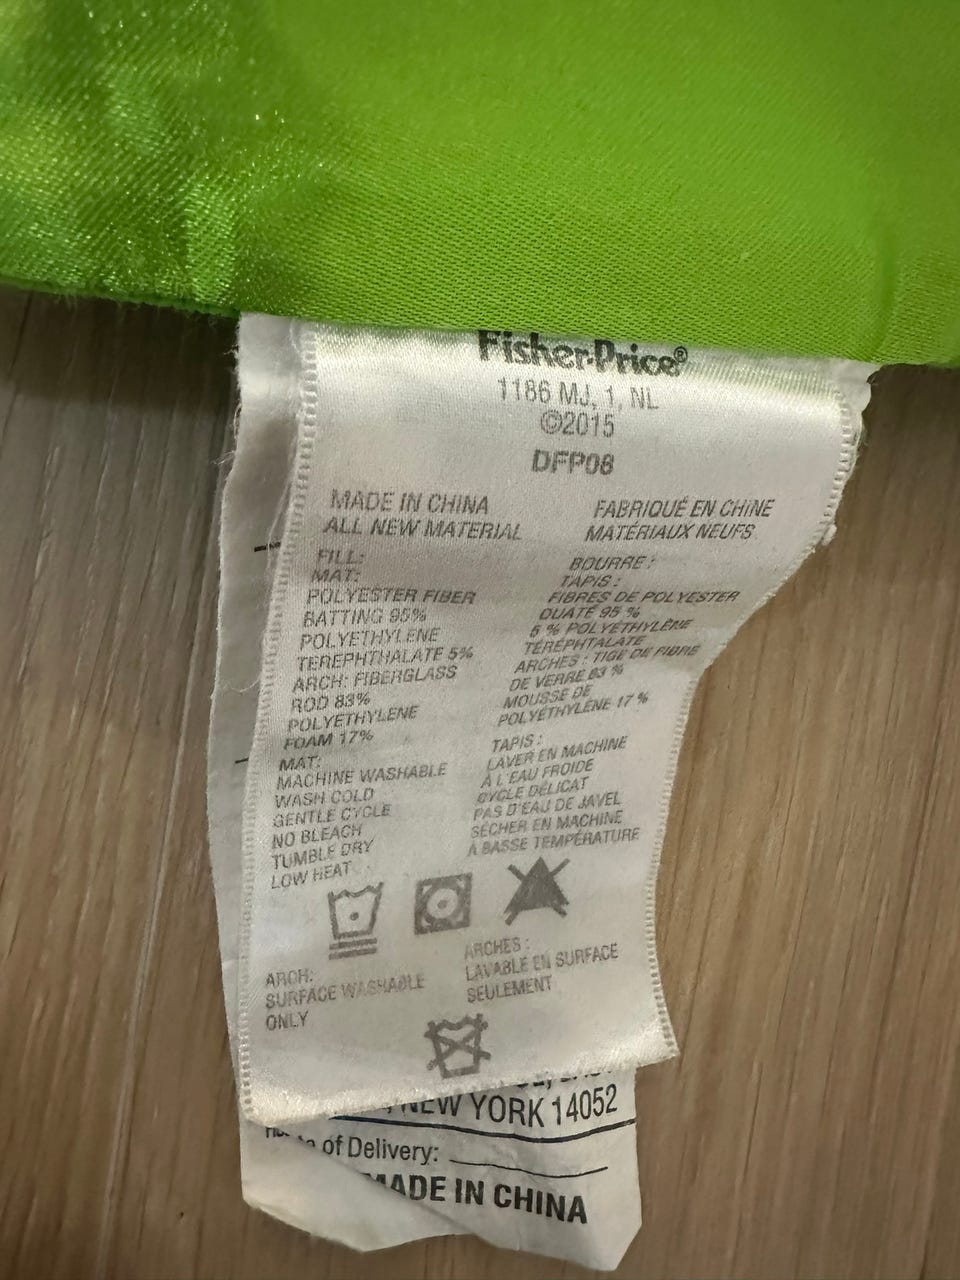 Fisher-Price®
1186 MJ, 1, NL
©2015
DFP08
MADE IN CHINA
ALL NEW MATERIAL
FABRIQUÉ EN CHINE
MATÉRIAUX NEUFS
FILL:
MAT:
POLYESTER FIBER
BATTING 95%
POLYETHYLENE
TEREPHTHALATE 5%
ARCH: FIBERGLASS
ROD 83%
POLYETHYLENE
FOAM 17%
BOURRE :
TAPIS :
FIBRES DE POLYESTER
OUATÉ 95 %
5 % POLYÉTHYLÈNE
TÉRÉPHTALATE
ARCHES : TIGE DE FIBRE
DE VERRE 83 %
MOUSSE DE
POLYÉTHYLÈNE 17 %
MAT:
MACHINE WASHABLE
WASH COLD
GENTLE CYCLE
NO BLEACH
TUMBLE DRY
LOW HEAT
TAPIS :
LAVER EN MACHINE
À L'EAU FROIDE
CYCLE DÉLICAT
PAS D'EAU DE JAVEL
SÉCHER EN MACHINE
À BASSE TEMPÉRATURE
ARCH:
SURFACE WASHABLE
ONLY
ARCHES :
LAVABLE EN SURFACE
SEULEMENT
NEW YORK 14052
of Delivery:
MADE IN CHINA